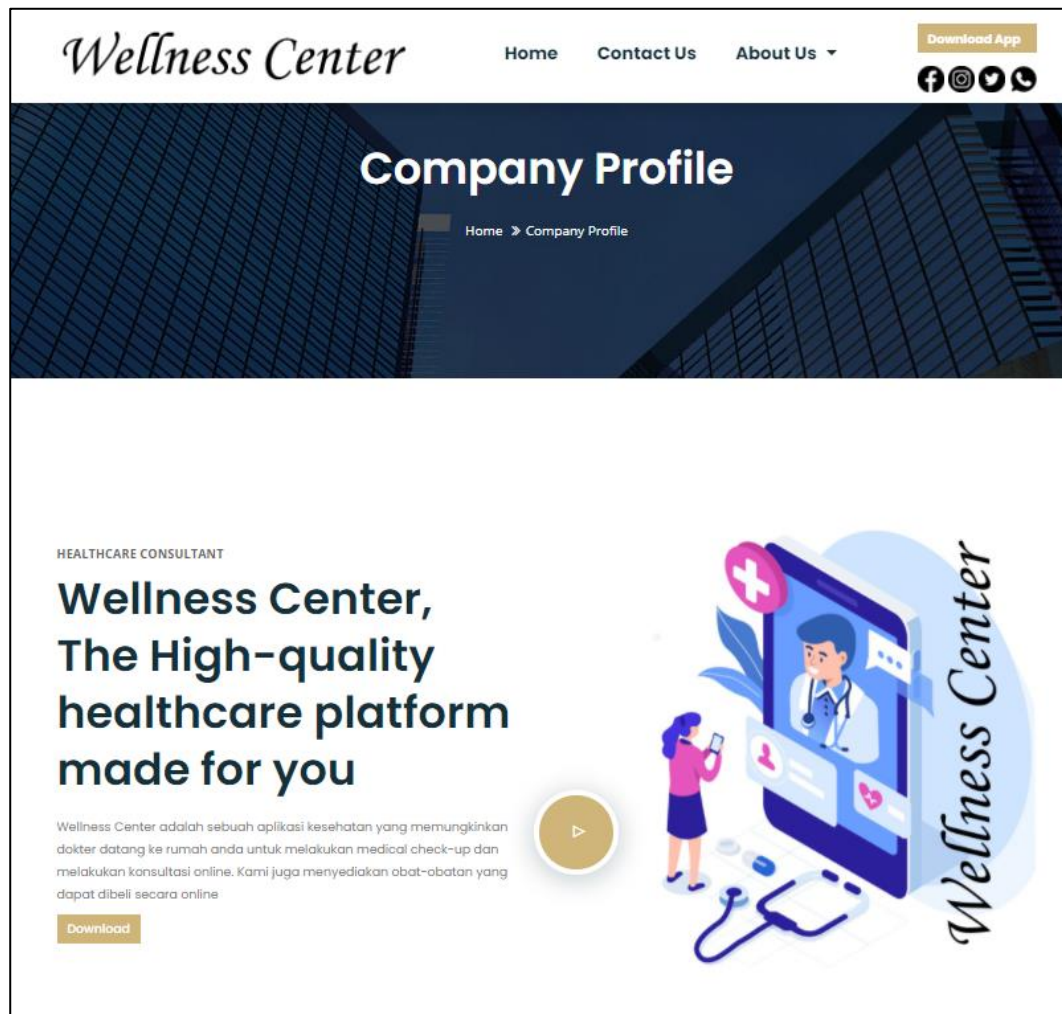 Wellness Center
Home
Contact Us
About Us
Download App
Company Profile
Home » Company Profile
HEALTHCARE CONSULTANT
Wellness Center,
The High-quality
healthcare platform
made for you
Wellness Center adalah sebuah aplikasi kesehatan yang memungkinkan
dokter datang ke rumah anda untuk melakukan medical check-up dan
melakukan konsultasi online. Kami juga menyediakan obat-obatan yang
dapat dibeli secara online
Download
Wellness Center